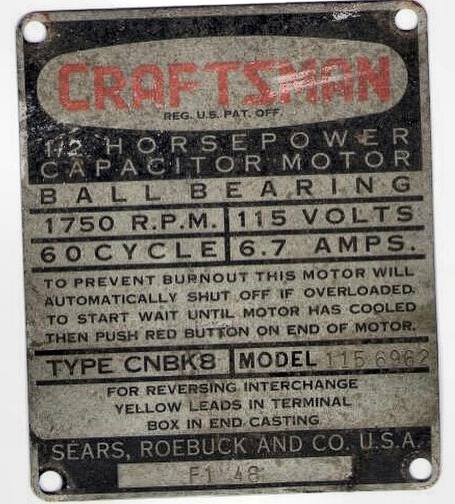 CRAFTSMAN
REG. U.S. PAT. OFF.
1/2 HORSEPOWER
CAPACITOR MOTOR
BALL BEARING
1750 R.P.M. 115 VOLTS
60 CYCLE 6.7 AMPS.
TO PREVENT BURNOUT THIS MOTOR WILL
AUTOMATICALLY SHUT OFF IF OVERLOADED.
TO START WAIT UNTIL MOTOR HAS COOLED
THEN PUSH RED BUTTON ON END OF MOTOR.
TYPE CNBK8 MODEL 115 6962
FOR REVERSING INTERCHANGE
YELLOW LEADS IN TERMINAL
BOX IN END CASTING
SEARS, ROEBUCK AND CO. U.S.A.
F1 48